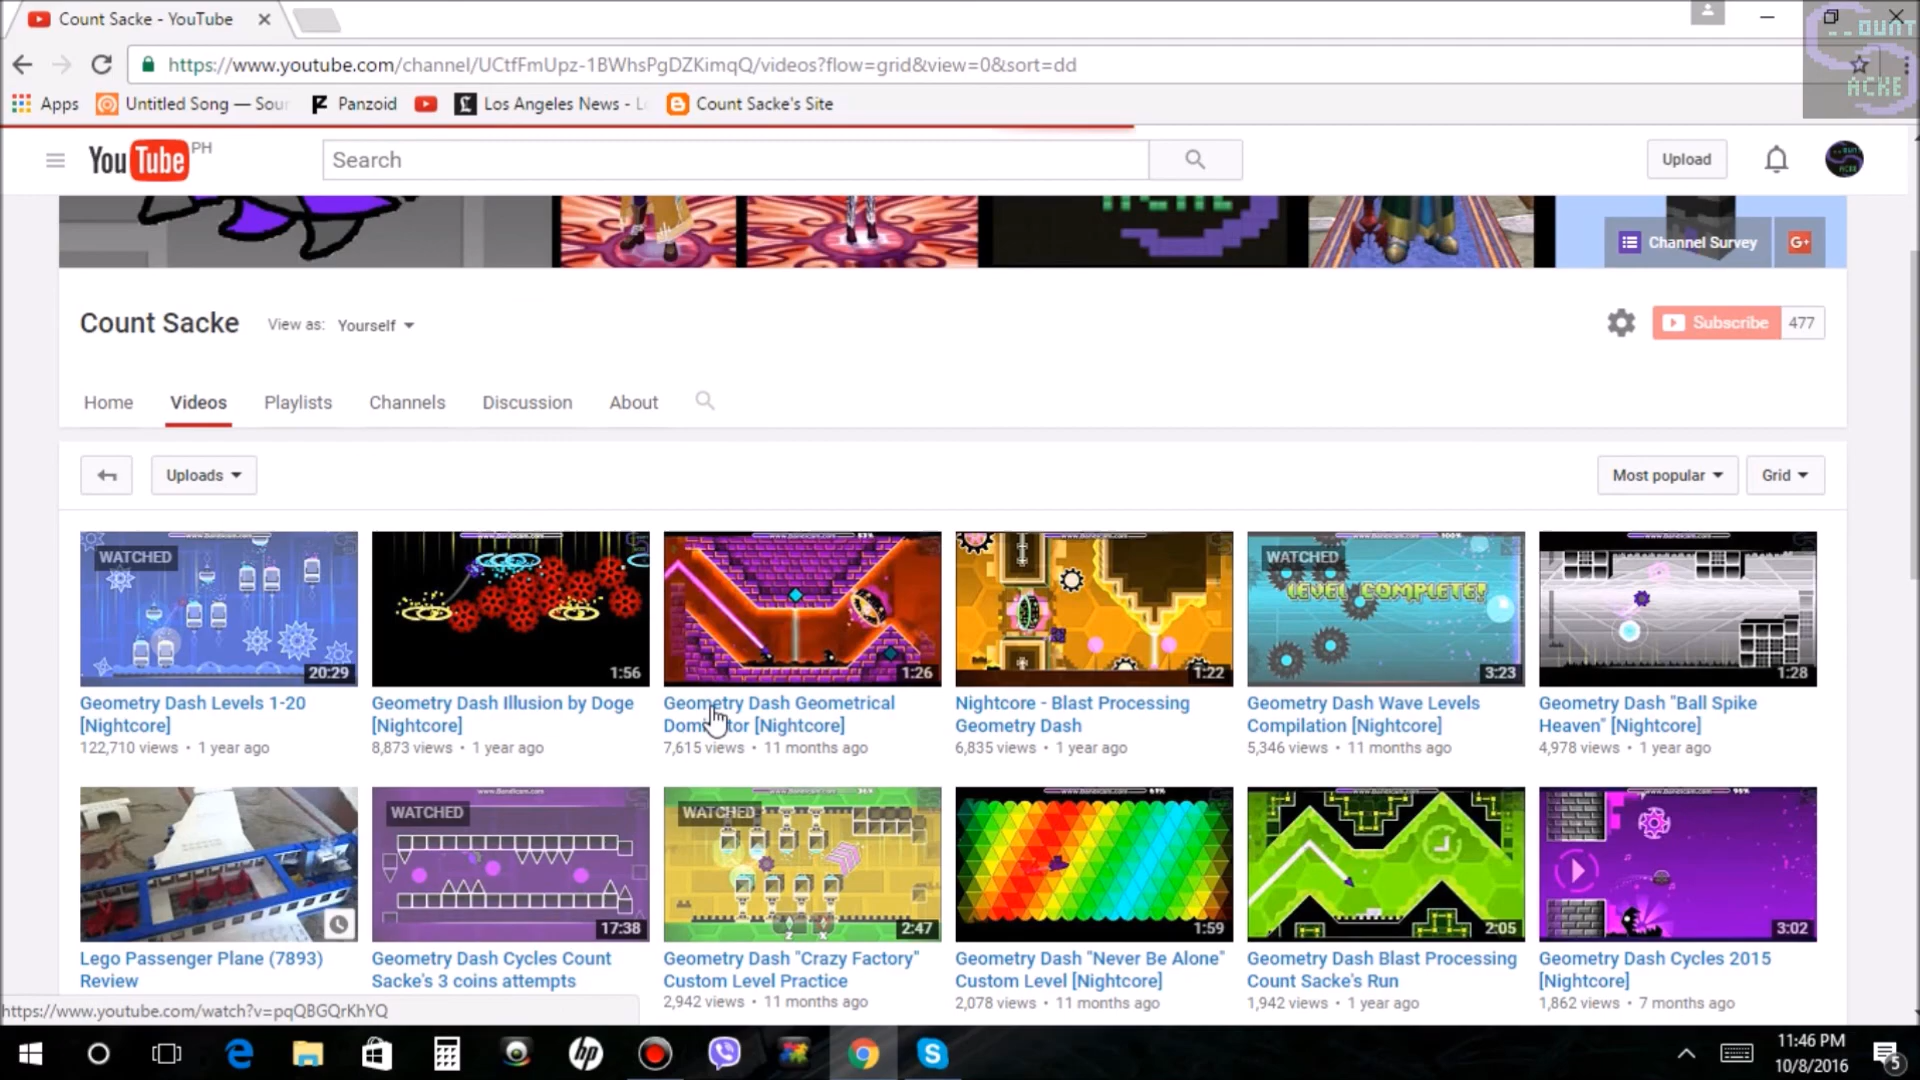 Count Sacke - YouTube
https://www.youtube.com/channel/UCtfFmUpz-1BWhsPgDZKimqQ/videos?flow=grid&view=0&sort=dd
Apps Untitled Song — Soun Panzoid Los Angeles News - L Count Sacke's Site
OUNT
ACKE
YouTube PH
Search
Upload
Channel Survey
G+
Count Sacke View as: Yourself
Subscribe 477
Home Videos Playlists Channels Discussion About
Uploads Most popular Grid
WATCHED
20:29
Geometry Dash Levels 1-20
[Nightcore]
122,710 views • 1 year ago
1:56
Geometry Dash Illusion by Doge
[Nightcore]
8,873 views • 1 year ago
1:26
Geometry Dash Geometrical
Dominator [Nightcore]
7,615 views • 11 months ago
1:22
Nightcore - Blast Processing
Geometry Dash
6,835 views • 1 year ago
WATCHED
LEVEL COMPLETE!
3:23
Geometry Dash Wave Levels
Compilation [Nightcore]
5,346 views • 11 months ago
1:28
Geometry Dash "Ball Spike
Heaven" [Nightcore]
4,978 views • 1 year ago
Lego Passenger Plane (7893)
Review
WATCHED
17:38
Geometry Dash Cycles Count
Sacke's 3 coins attempts
WATCHED
2:47
Geometry Dash "Crazy Factory"
Custom Level Practice
2,942 views • 11 months ago
1:59
Geometry Dash "Never Be Alone"
Custom Level [Nightcore]
2,078 views • 11 months ago
2:05
Geometry Dash Blast Processing
Count Sacke's Run
1,942 views • 1 year ago
3:02
Geometry Dash Cycles 2015
[Nightcore]
1,862 views • 7 months ago
https://www.youtube.com/watch?v=pqQBGQrKhYQ
11:46 PM
10/8/2016
5